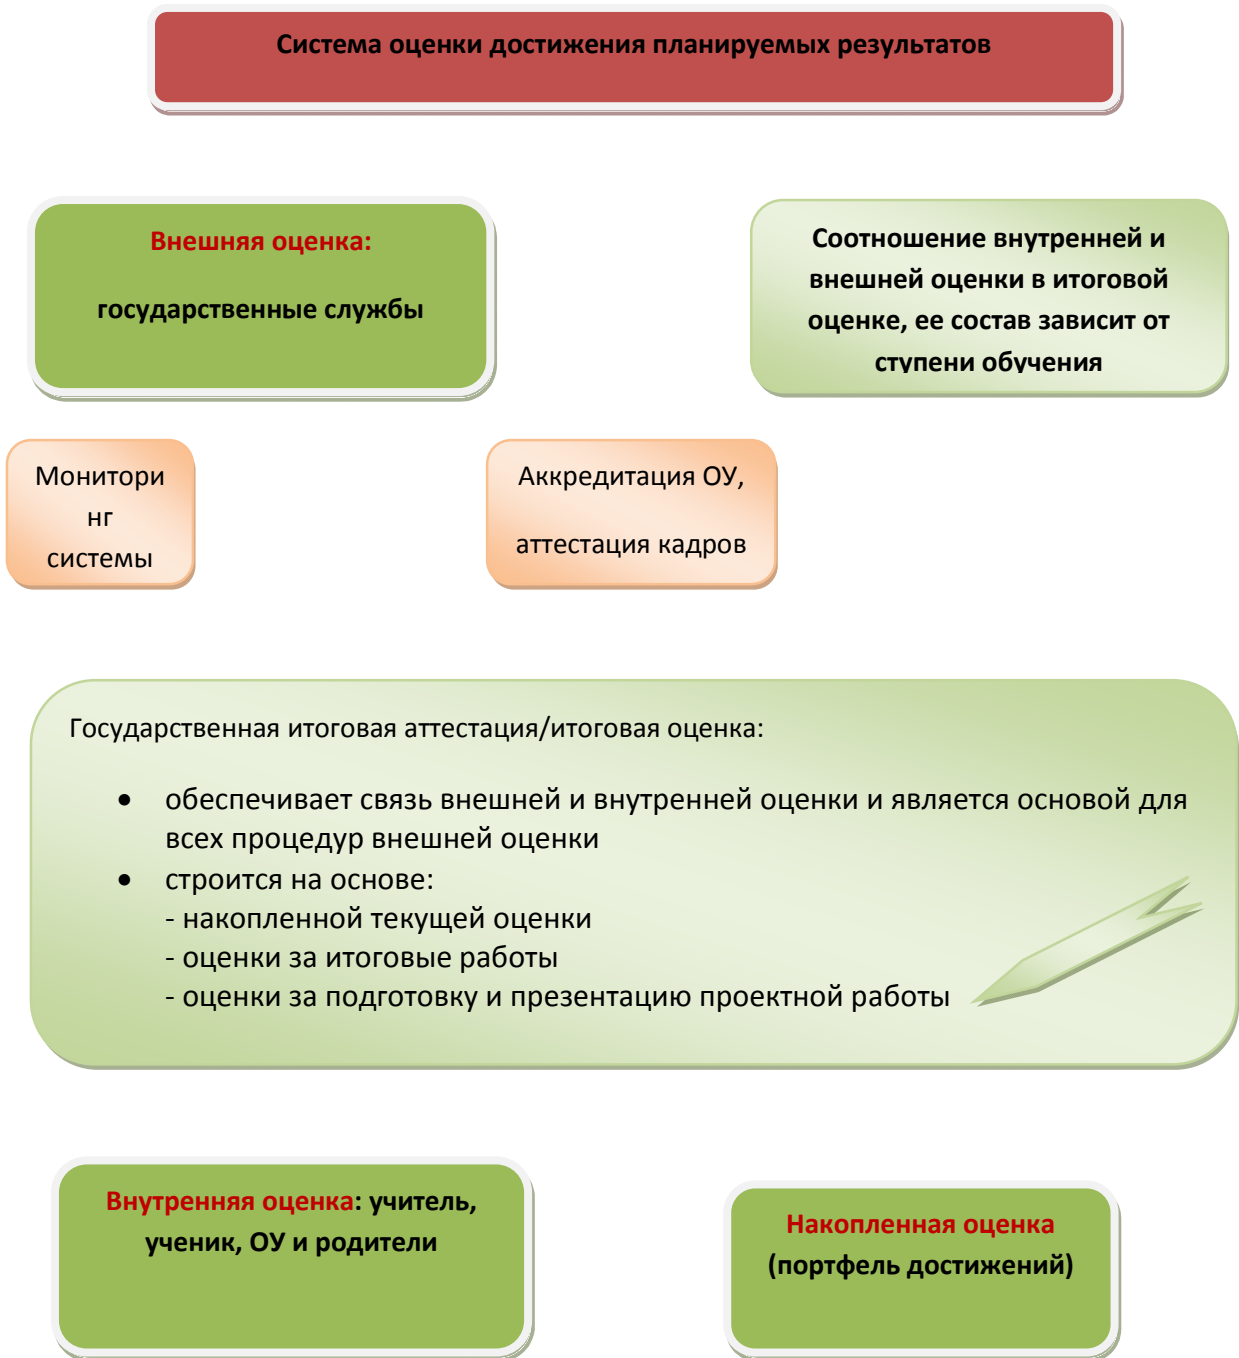 Система оценки достижения планируемых результатов
Внешняя оценка:
государственные службы
Соотношение внутренней и
внешней оценки в итоговой
оценке, ее состав зависит от
ступени обучения
Монитори
нг
системы
Аккредитация ОУ,
аттестация кадров
Государственная итоговая аттестация/итоговая оценка:
• обеспечивает связь внешней и внутренней оценки и является основой для
всех процедур внешней оценки
• строится на основе:
- накопленной текущей оценки
- оценки за итоговые работы
- оценки за подготовку и презентацию проектной работы
Внутренняя оценка: учитель,
ученик, ОУ и родители
Накопленная оценка
(портфель достижений)